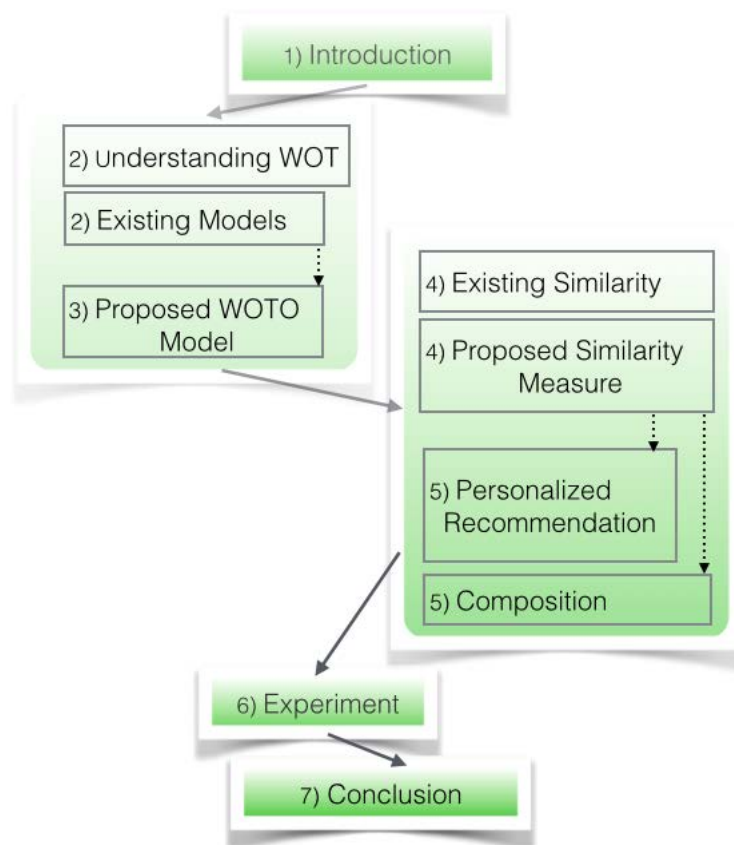 1) Introduction
2) Understanding WOT
2) Existing Models
3) Proposed WOTO
Model
4) Existing Similarity
4) Proposed Similarity
Measure
5) Personalized
Recommendation
5) Composition
6) Experiment
7) Conclusion